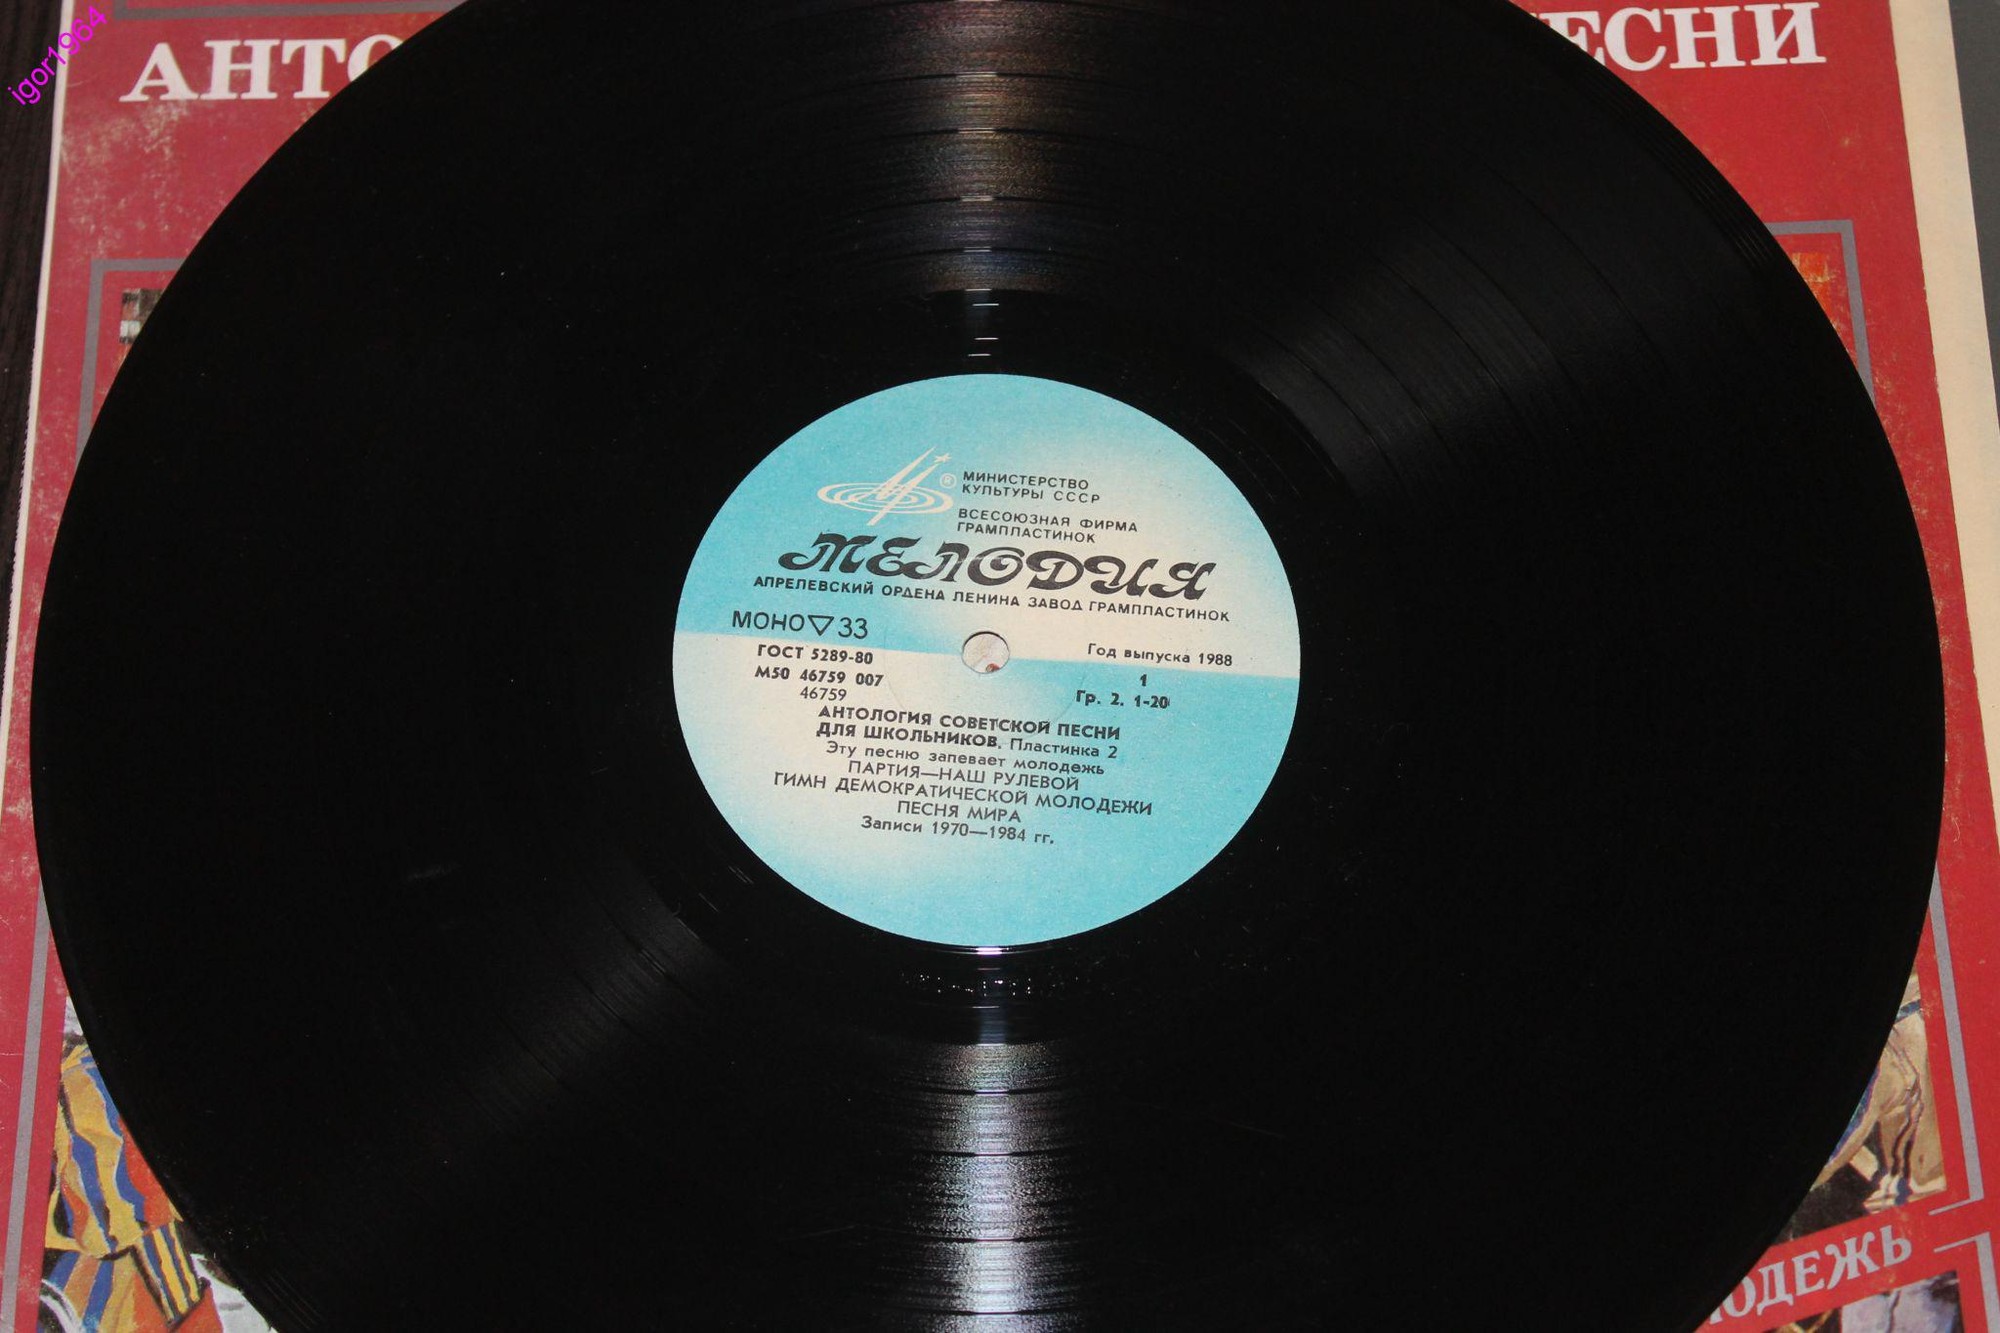 igor1964
АНТО
ЕСНИ
МИНИСТЕРСТВО
КУЛЬТУРЫ СССР
ВСЕСОЮЗНАЯ ФИРМА
ГРАМПЛАСТИНОК
МЕЛОДИЯ
АПРЕЛЕВСКИЙ ОРДЕНА ЛЕНИНА ЗАВОД ГРАМПЛАСТИНОК
МОНО ▽ 33
ГОСТ 5289-80
М50 46759 007
46759
Год выпуска 1988
1
Гр. 2. 1-20
АНТОЛОГИЯ СОВЕТСКОЙ ПЕСНИ
ДЛЯ ШКОЛЬНИКОВ. Пластинка 2
Эту песню запевает молодежь
ПАРТИЯ—НАШ РУЛЕВОЙ
ГИМН ДЕМОКРАТИЧЕСКОЙ МОЛОДЕЖИ
ПЕСНЯ МИРА
Записи 1970—1984 гг.
ОДЕЖЬ